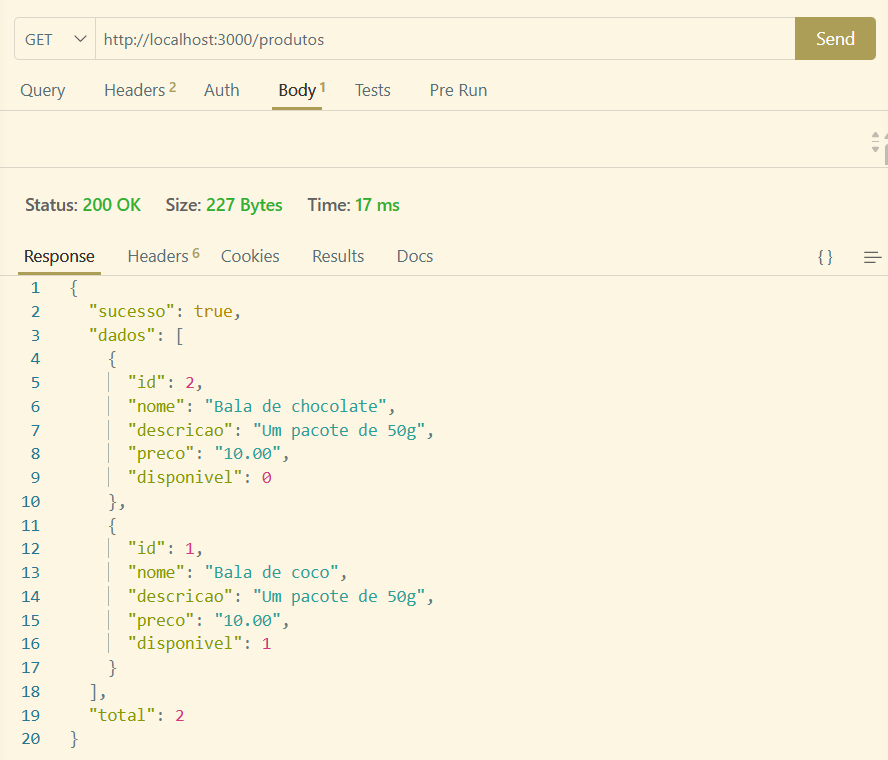 GET http://localhost:3000/produtos Send
Query Headers 2 Auth Body 1 Tests Pre Run
Status: 200 OK Size: 227 Bytes Time: 17 ms
Response Headers 6 Cookies Results Docs {}
1 {
2 "sucesso": true,
3 "dados": [
4 {
5 "id": 2,
6 "nome": "Bala de chocolate",
7 "descricao": "Um pacote de 50g",
8 "preco": "10.00",
9 "disponivel": 0
10 },
11 {
12 "id": 1,
13 "nome": "Bala de coco",
14 "descricao": "Um pacote de 50g",
15 "preco": "10.00",
16 "disponivel": 1
17 }
18 ],
19 "total": 2
20 }